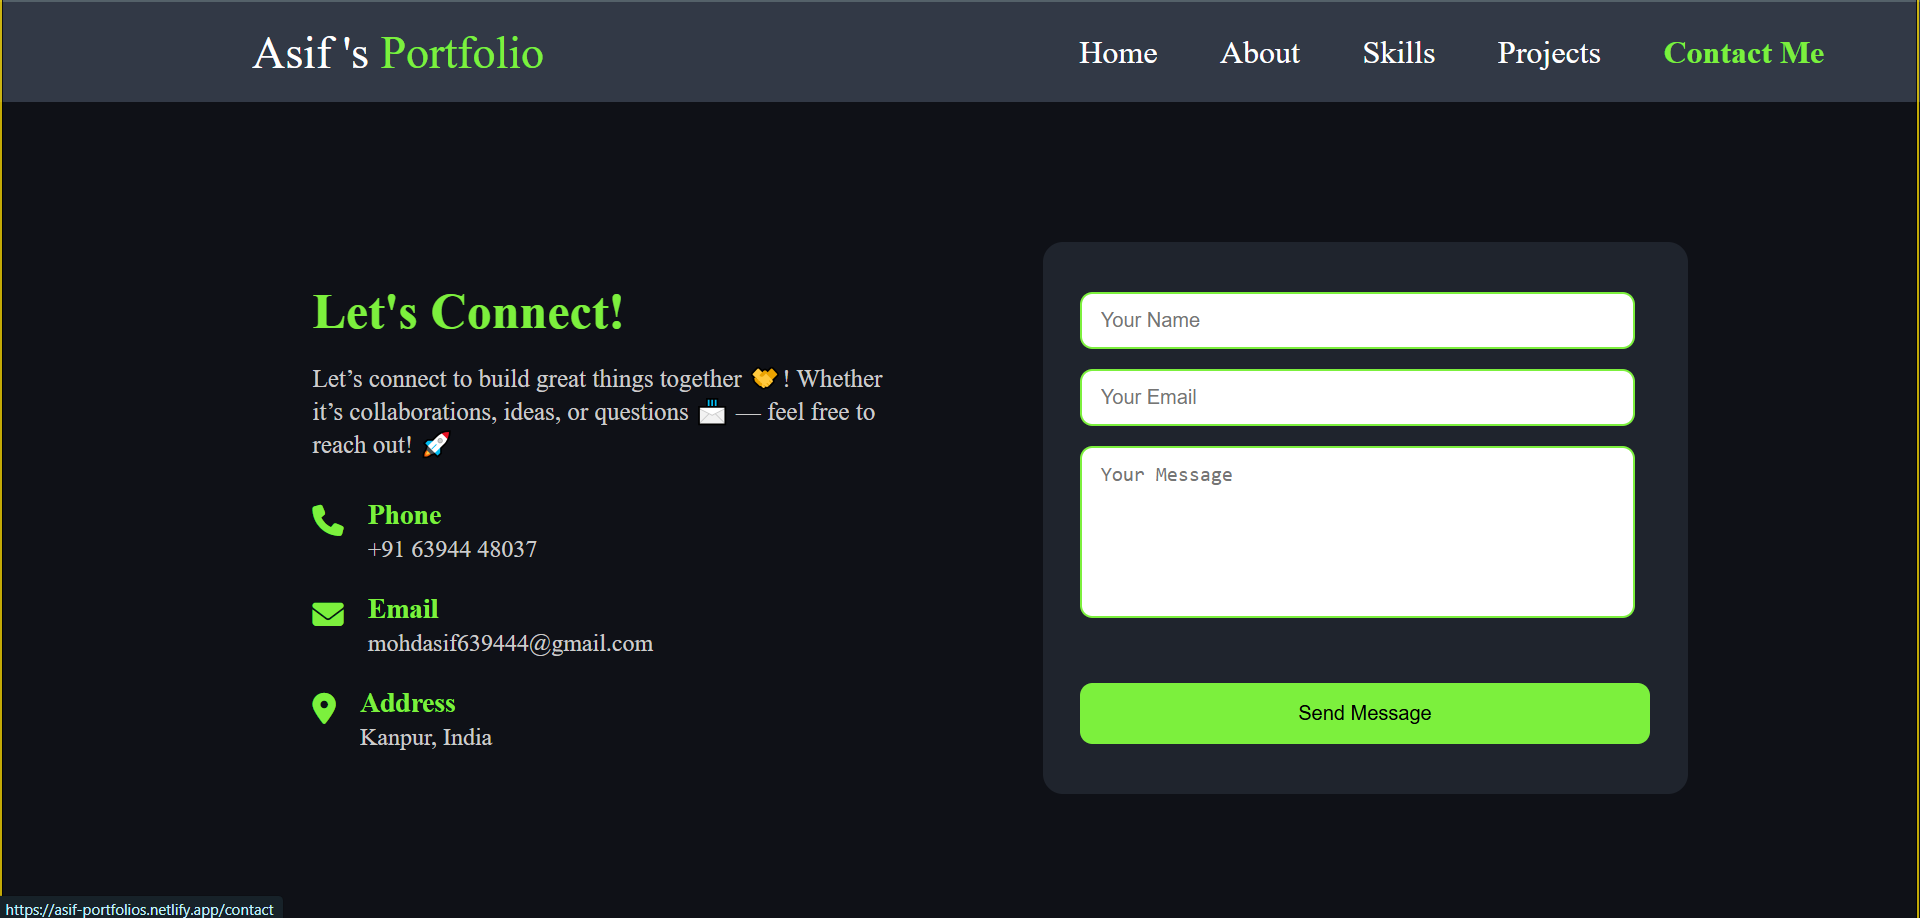 Asif 's Portfolio
Home About Skills Projects Contact Me
Let's Connect!
Let’s connect to build great things together 🤝 ! Whether
it’s collaborations, ideas, or questions 📨 — feel free to
reach out! 🚀
Phone
+91 63944 48037
Email
mohdasif639444@gmail.com
Address
Kanpur, India
Your Name
Your Email
Your Message
Send Message
https://asif-portfolios.netlify.app/contact